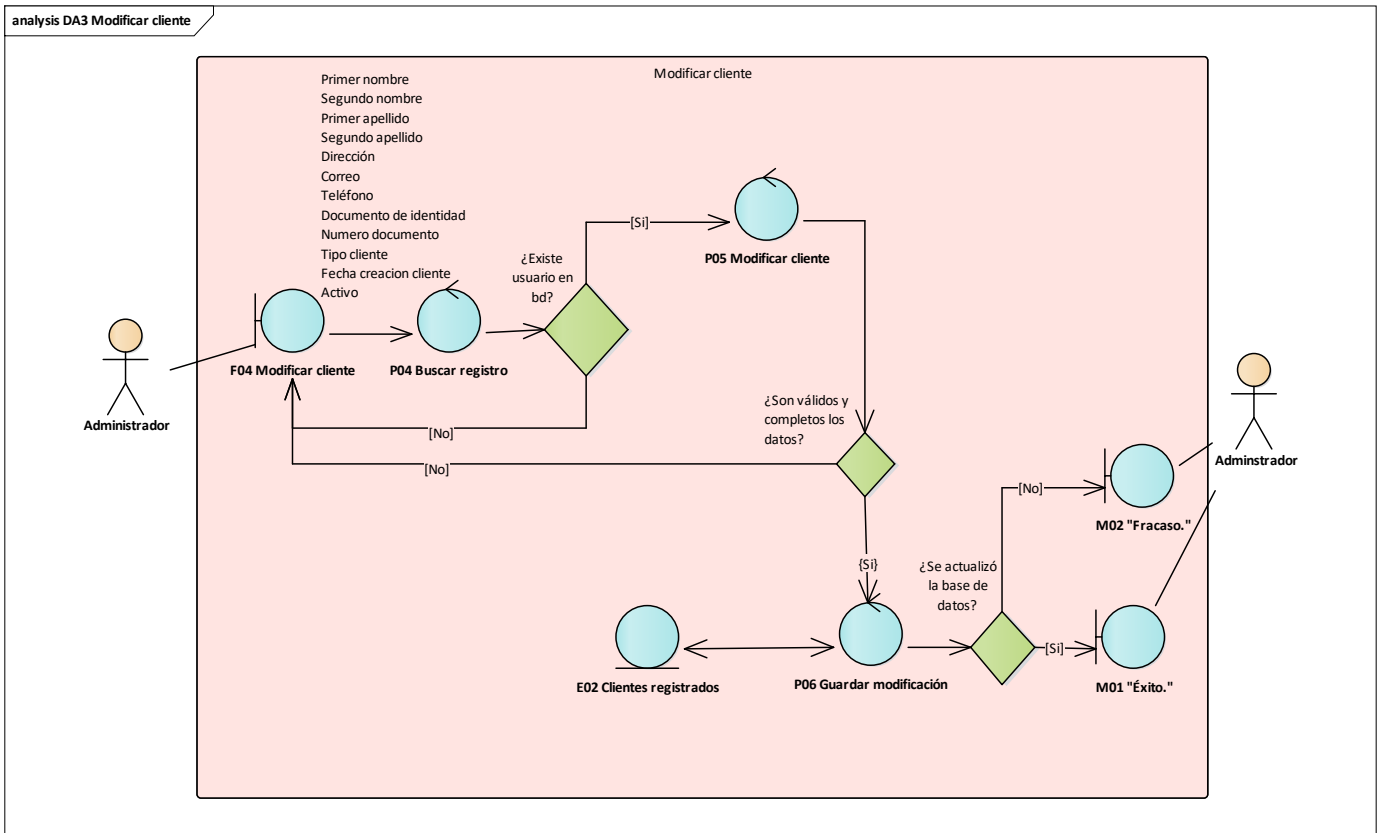 analysis DA3 Modificar cliente
Modificar cliente
Primer nombre
Segundo nombre
Primer apellido
Segundo apellido
Dirección
Correo
Teléfono
Documento de identidad
Numero documento
Tipo cliente
Fecha creacion cliente
Activo
¿Existe
usuario en
bd?
[Si]
P05 Modificar cliente
F04 Modificar cliente
P04 Buscar registro
Administrador
[No]
[No]
¿Son válidos y
completos los
datos?
{Si}
¿Se actualizó
la base de
datos?
[No]
M02 "Fracaso."
Adminstrador
[Si]
M01 "Éxito."
E02 Clientes registrados
P06 Guardar modificación